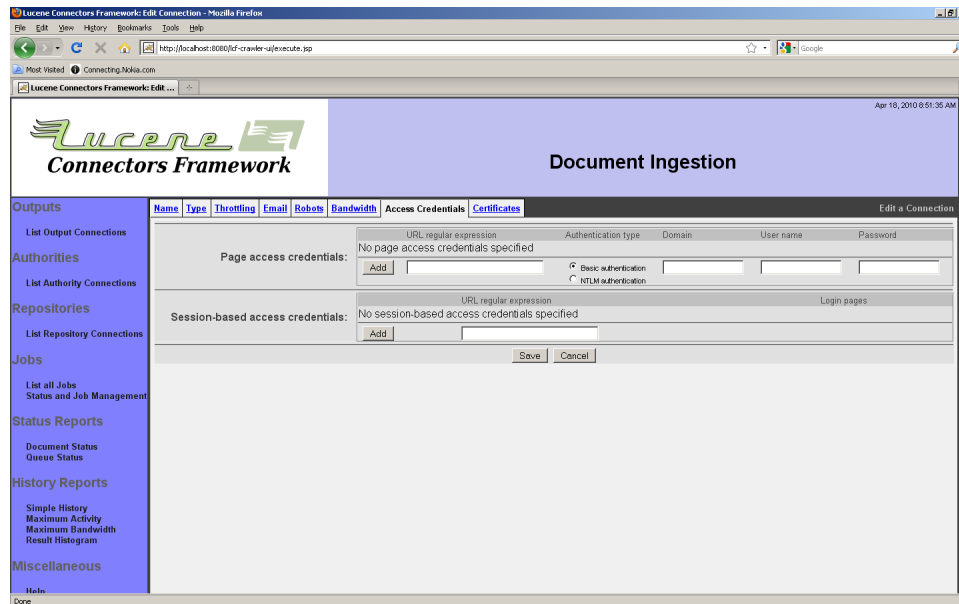 Lucene Connectors Framework: Edit Connection - Mozilla Firefox
File Edit View History Bookmarks Tools Help
http://localhost:8080/lcf-crawler-ui/execute.jsp
Google
Most Visited Connecting.Nokia.com
Lucene Connectors Framework: Edit ...
Apr 18, 2010 8:51:35 AM
Lucene
Connectors Framework
Document Ingestion
Outputs
List Output Connections
Authorities
List Authority Connections
Repositories
List Repository Connections
Jobs
List all Jobs
Status and Job Management
Status Reports
Document Status
Queue Status
History Reports
Simple History
Maximum Activity
Maximum Bandwidth
Result Histogram
Miscellaneous
Help
Name Type Throttling Email Robots Bandwidth Access Credentials Certificates Edit a Connection
Page access credentials:
URL regular expression Authentication type Domain User name Password
No page access credentials specified
Add Basic authentication
NTLM authentication
Session-based access credentials:
URL regular expression Login pages
No session-based access credentials specified
Add
Save Cancel
Done